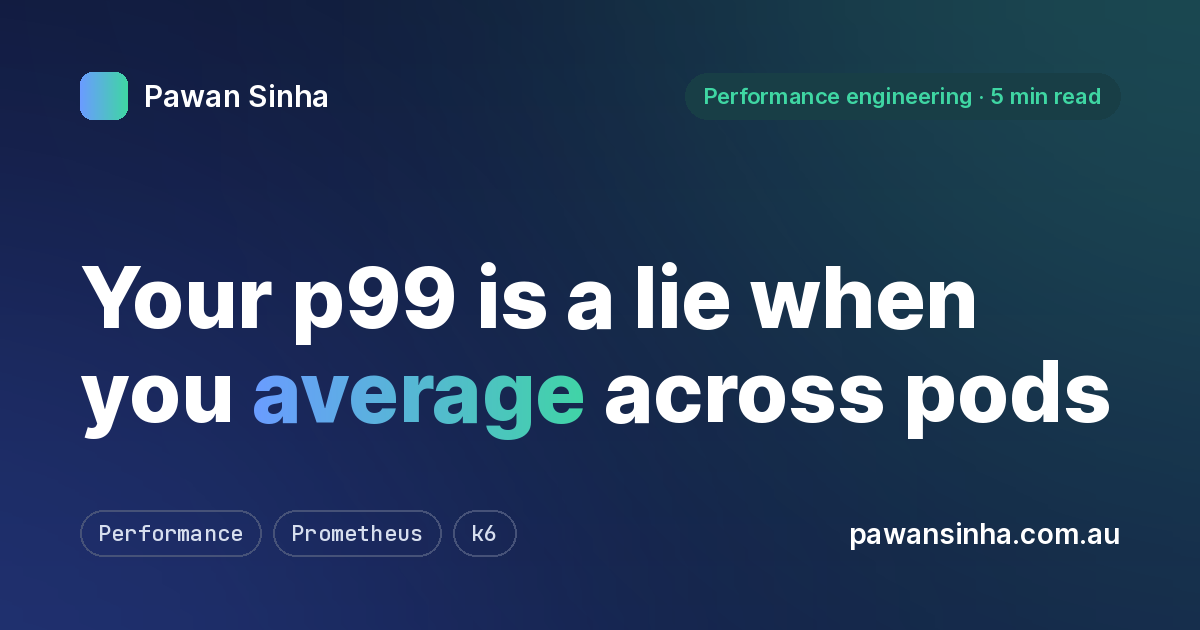 Pawan Sinha
Performance engineering · 5 min read
Your p99 is a lie when
you average across pods
Performance
Prometheus
k6
pawansinha.com.au